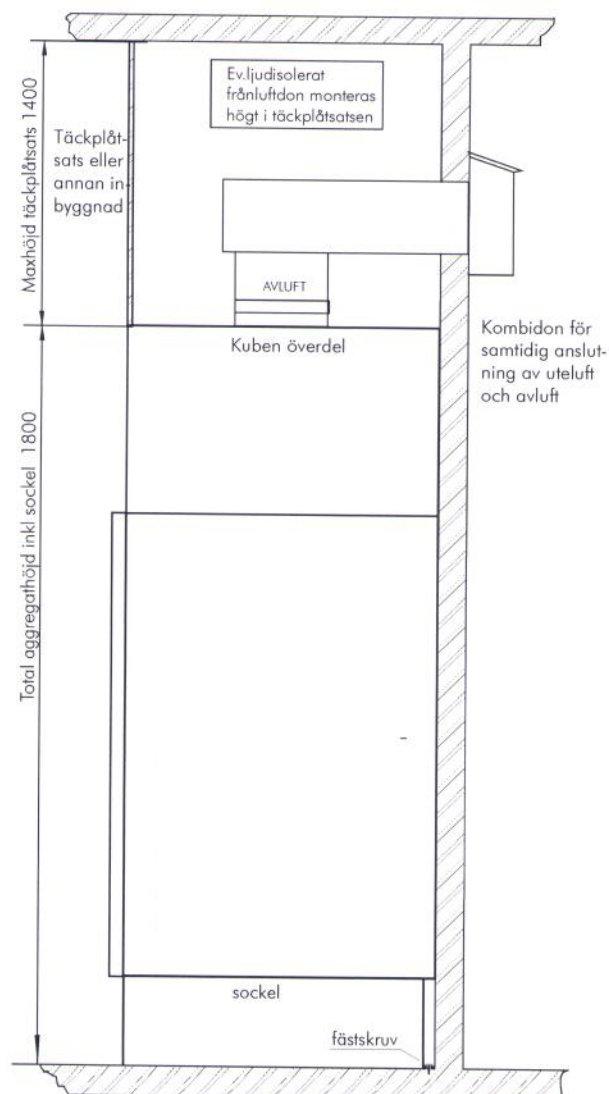 Ev.ljudisolerat
frånluftdon monteras
högt i täckplåtsatsen
Maxhöjd täckplåtsats 1400
Täckplåt-
sats eller
annan in-
byggnad
AVLUFT
Kuben överdel
Kombidon för
samtidig anslut-
ning av uteluft
och avluft
Total aggregathöjd inkl sockel 1800
sockel
fästskruv